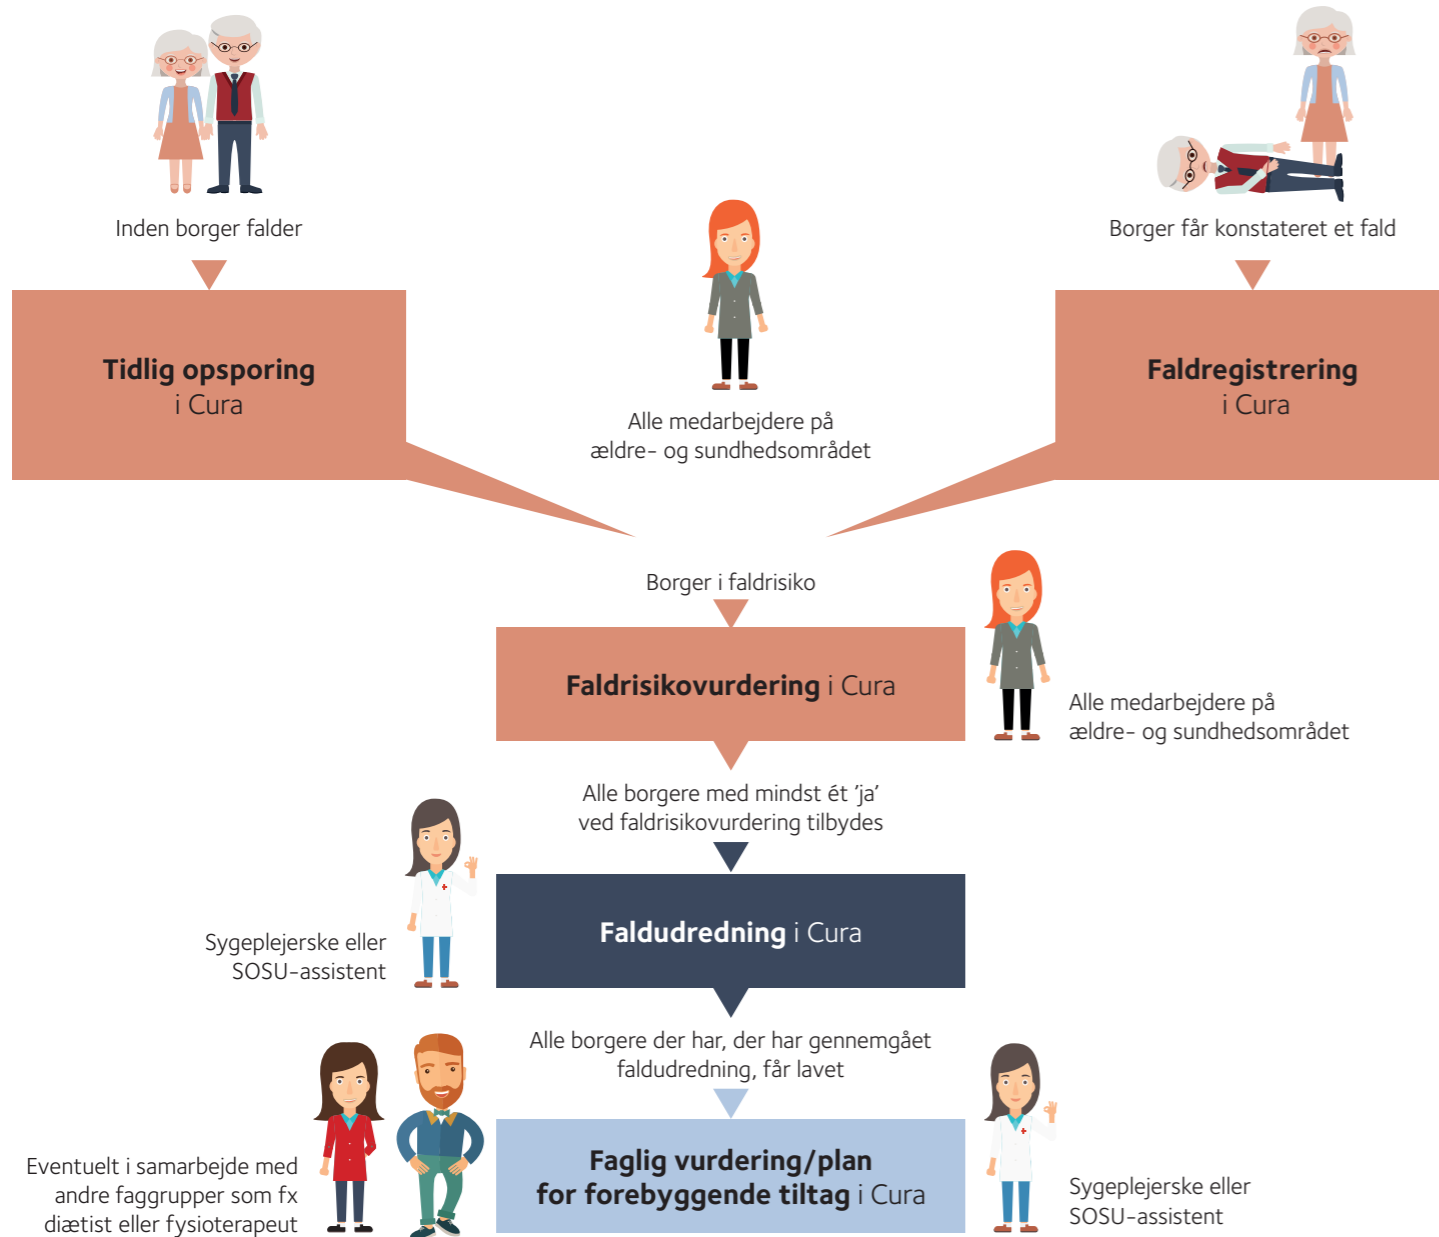 Inden borger falder
Borger får konstateret et fald
Tidlig opsporing
i Cura
Alle medarbejdere på
ældre- og sundhedsområdet
Faldregistrering
i Cura
Borger i faldrisiko
Faldrisikovurdering i Cura
Alle medarbejdere på
ældre- og sundhedsområdet
Alle borgere med mindst ét ’ja’
ved faldrisikovurdering tilbydes
Sygeplejerske eller
SOSU-assistent
Faldudredning i Cura
Alle borgere der har, der har gennemgået
faldudredning, får lavet
Eventuelt i samarbejde med
andre faggrupper som fx
diætist eller fysioterapeut
Faglig vurdering/plan
for forebyggende tiltag i Cura
Sygeplejerske eller
SOSU-assistent